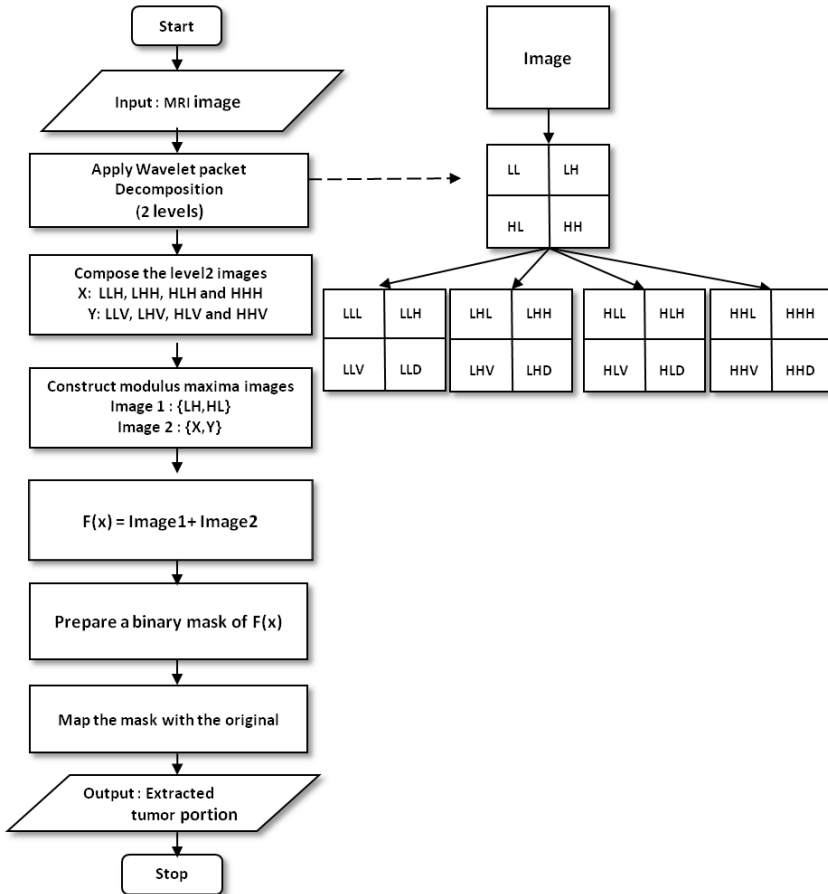 Start
Input : MRI image
Apply Wavelet packet
Decomposition
(2 levels)
Compose the level2 images
X: LLH, LHH, HLH and HHH
Y: LLV, LHV, HLV and HHV
Construct modulus maxima images
Image 1 : {LH,HL}
Image 2 : {X,Y}
F(x) = Image1+ Image2
Prepare a binary mask of F(x)
Map the mask with the original
Output : Extracted
tumor portion
Stop
Image
LL LH
HL HH
LLL LLH
LLV LLD
LHL LHH
LHV LHD
HLL HLH
HLV HLD
HHL HHH
HHV HHD